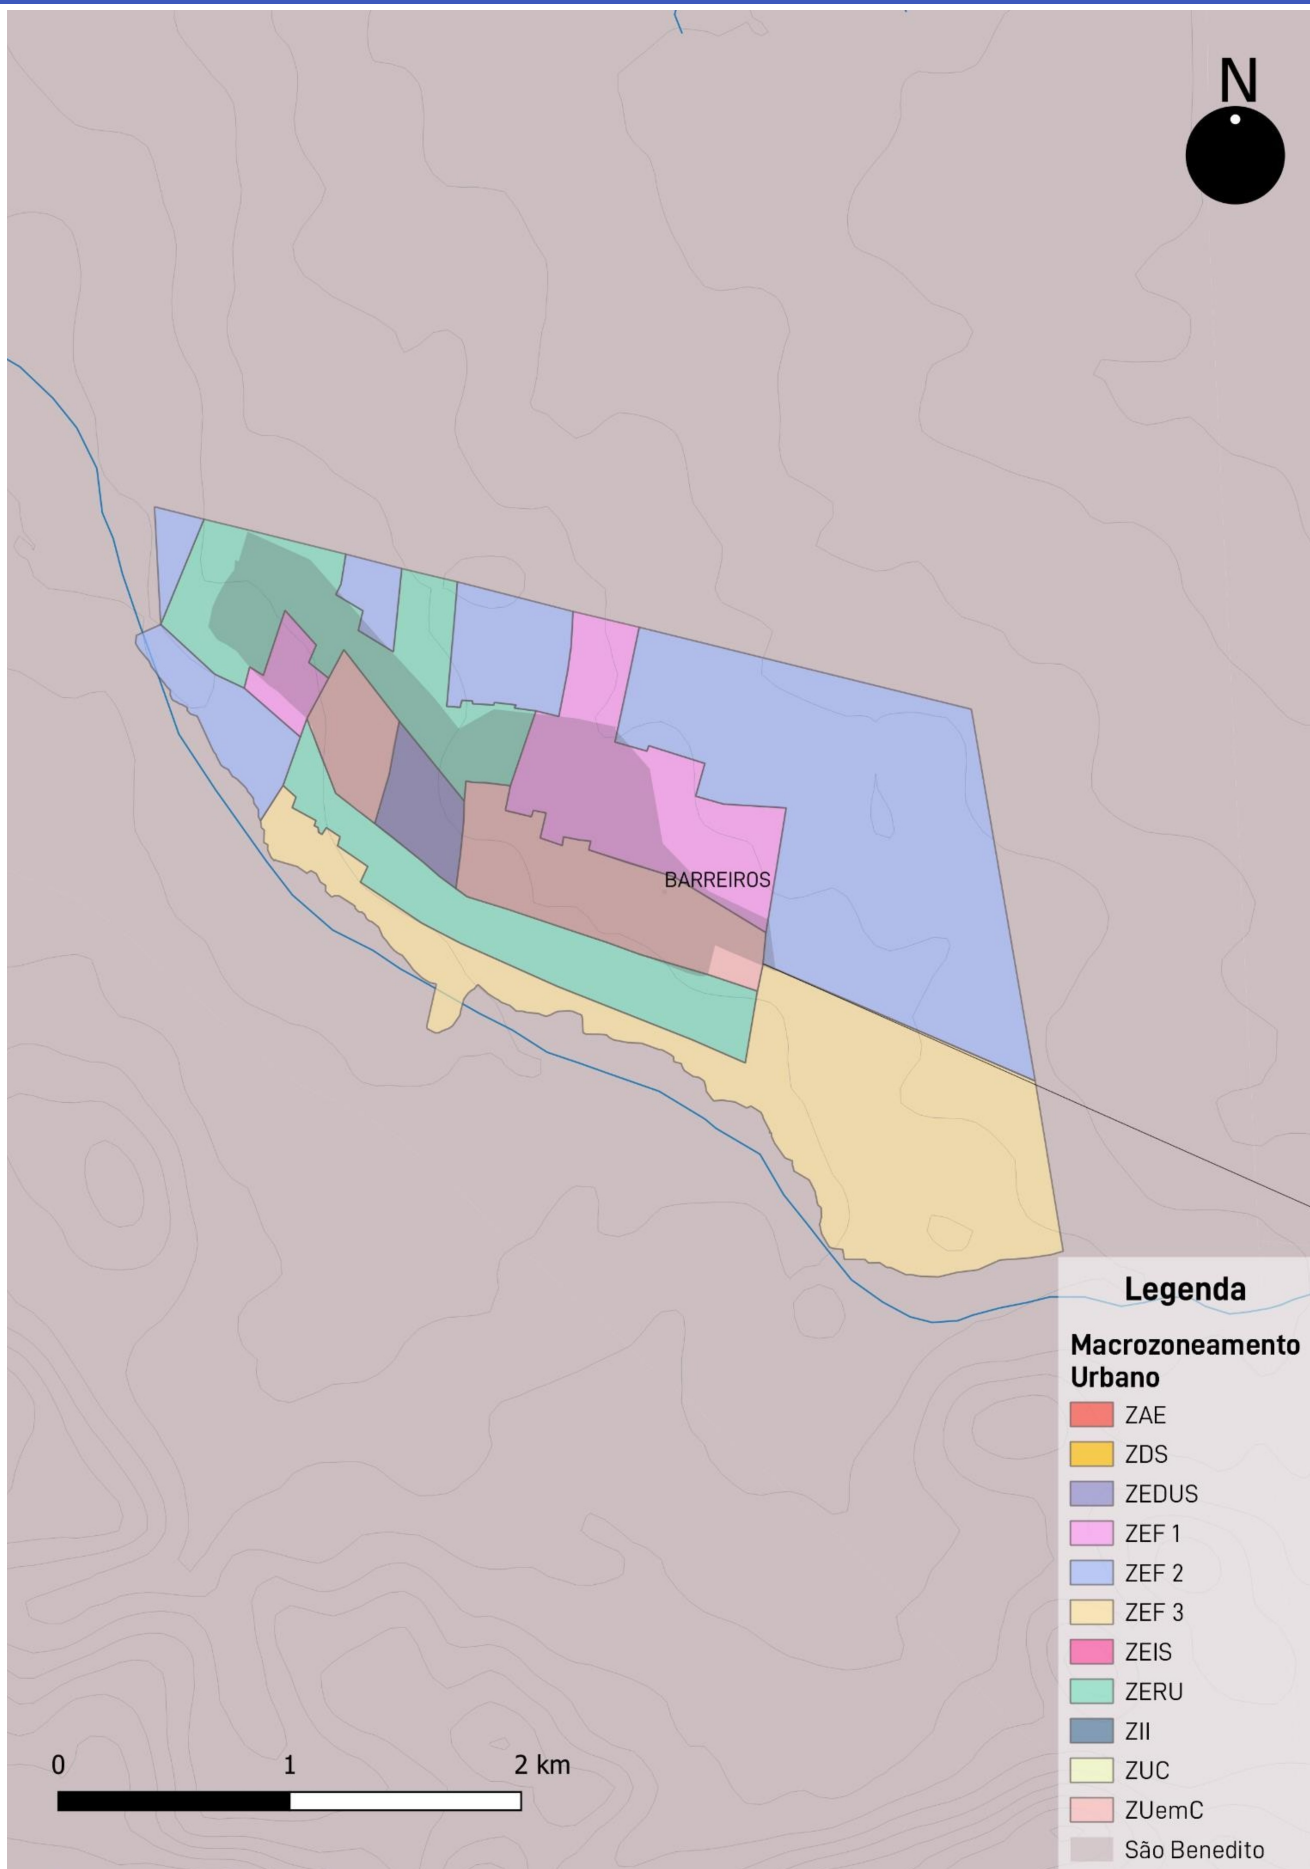 N
BARREIROS
Legenda
Macrozoneamento
Urbano
ZAE
ZDS
ZEDUS
ZEF 1
ZEF 2
ZEF 3
ZEIS
ZERU
ZII
ZUC
ZUemC
São Benedito
0 1 2 km